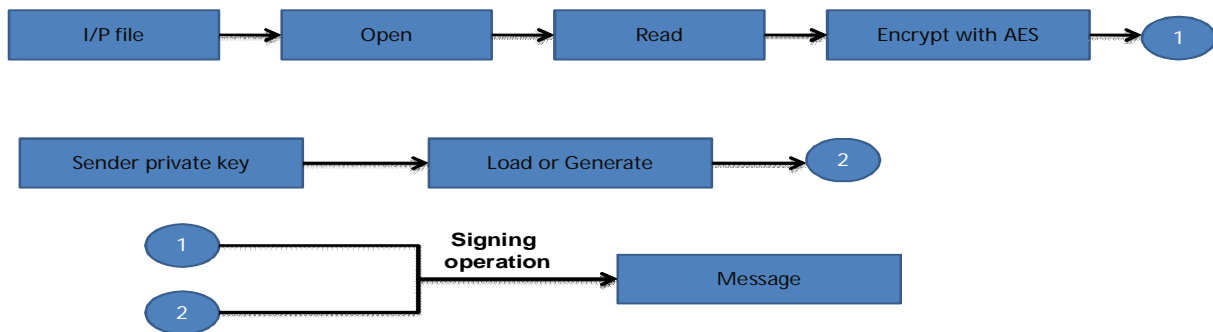 I/P file
Open
Read
Encrypt with AES
1
Sender private key
Load or Generate
2
1
Signing
operation
Message
2